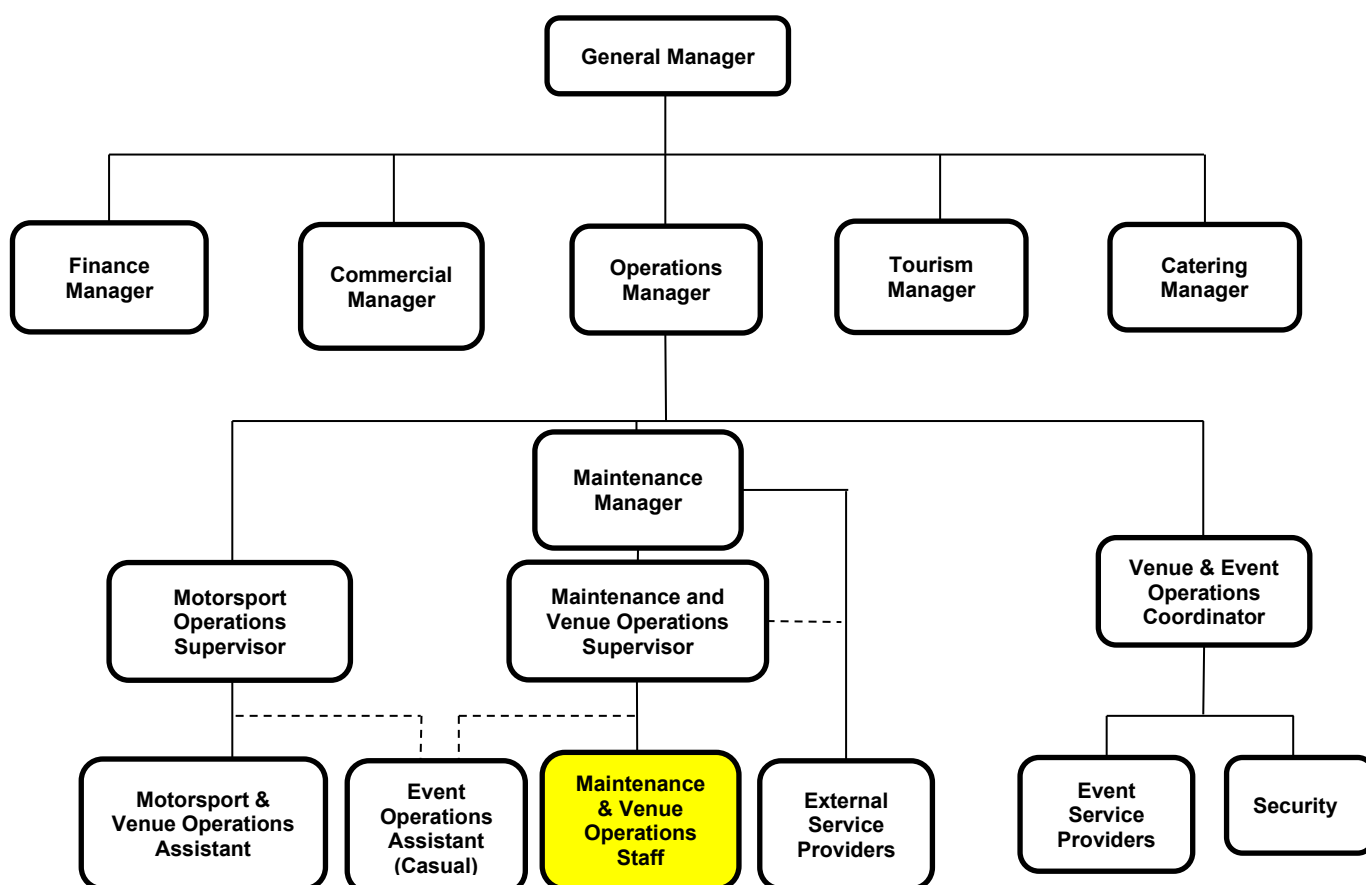 General Manager
Finance
Manager
Commercial
Manager
Operations
Manager
Tourism
Manager
Catering
Manager
Maintenance
Manager
Motorsport
Operations
Supervisor
Maintenance and
Venue Operations
Supervisor
Venue & Event
Operations
Coordinator
Motorsport &
Venue Operations
Assistant
Event
Operations
Assistant
(Casual)
Maintenance
& Venue
Operations
Staff
External
Service
Providers
Event
Service
Providers
Security